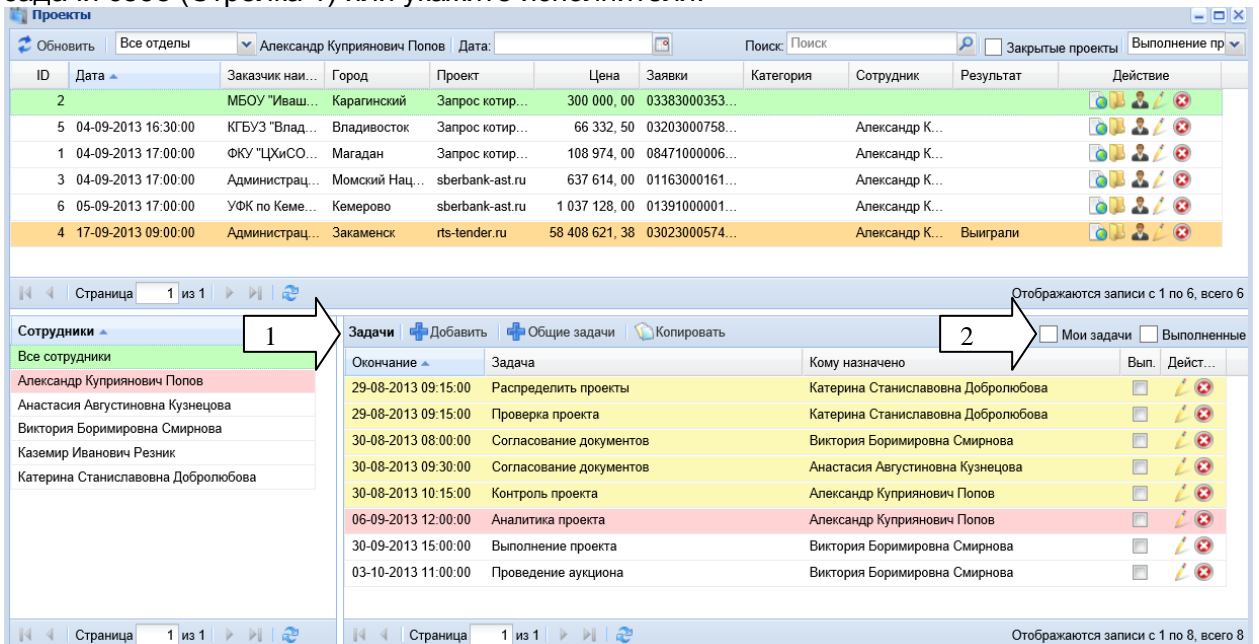 Проекты
Обновить Все отделы Александр Куприянович Попов Дата: Поиск: Поиск Закрытые проекты Выполнение пр
ID Дата Заказчик наи... Город Проект Цена Заявки Категория Сотрудник Результат Действие
2 МБОУ "Иваш... Карагинский Запрос котир... 300 000, 00 03383000353...
5 04-09-2013 16:30:00 КГБУЗ "Влад... Владивосток Запрос котир... 66 332, 50 03203000758... Александр К...
1 04-09-2013 17:00:00 ФКУ "ЦХиСО... Магадан Запрос котир... 108 974, 00 08471000006... Александр К...
3 04-09-2013 17:00:00 Администрац... Момский Нац... sberbank-ast.ru 637 614, 00 01163000161... Александр К...
6 05-09-2013 17:00:00 УФК по Кеме... Кемерово sberbank-ast.ru 1 037 128, 00 01391000001... Александр К...
4 17-09-2013 09:00:00 Администрац... Закаменск rts-tender.ru 58 408 621, 38 03023000574... Александр К... Выиграли
Страница 1 из 1 Отображаются записи с 1 по 6, всего 6
Сотрудники 1 Задачи Добавить Общие задачи Копировать 2 Мои задачи Выполненные
Все сотрудники
Александр Куприянович Попов
Анастасия Августиновна Кузнецова
Виктория Боримировна Смирнова
Каземир Иванович Резник
Катерина Станиславовна Добролюбова
Окончание Задача Кому назначено Вып. Дейст...
29-08-2013 09:15:00 Распределить проекты Катерина Станиславовна Добролюбова
29-08-2013 09:15:00 Проверка проекта Катерина Станиславовна Добролюбова
30-08-2013 08:00:00 Согласование документов Виктория Боримировна Смирнова
30-08-2013 09:30:00 Согласование документов Анастасия Августиновна Кузнецова
30-08-2013 10:15:00 Контроль проекта Александр Куприянович Попов
06-09-2013 12:00:00 Аналитика проекта Александр Куприянович Попов
30-09-2013 15:00:00 Выполнение проекта Виктория Боримировна Смирнова
03-10-2013 11:00:00 Проведение аукциона Виктория Боримировна Смирнова
Страница 1 из 1 Страница 1 из 1 Отображаются записи с 1 по 8, всего 8